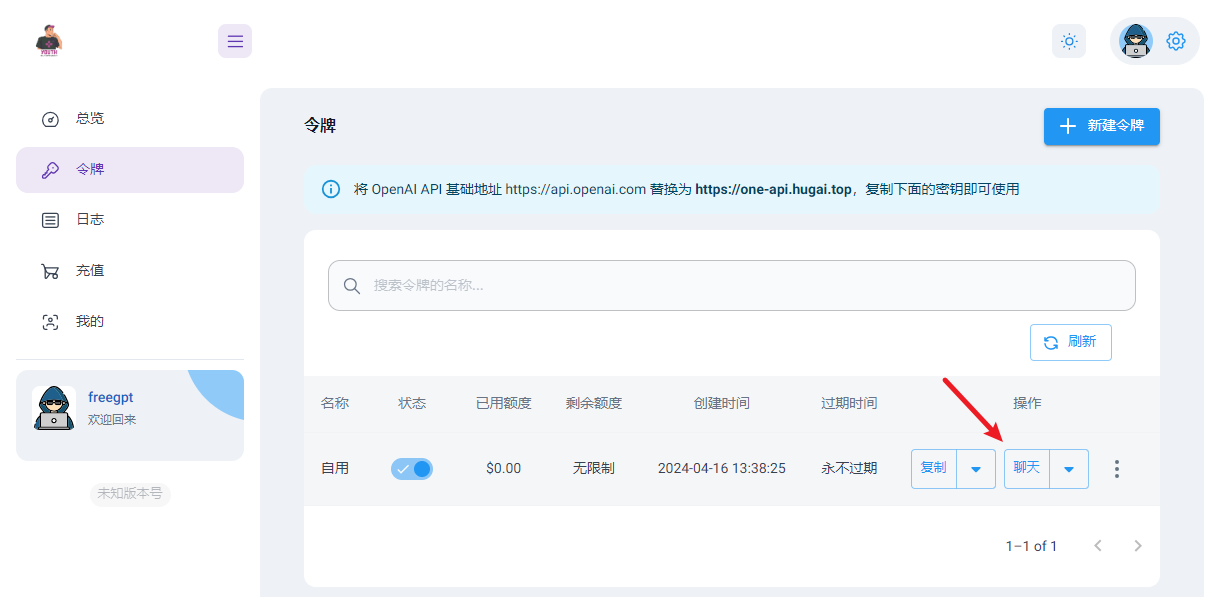 YOUTH
总览
令牌
日志
充值
我的
freegpt
欢迎回来
未知版本号
令牌
新建令牌
将 OpenAI API 基础地址 https://api.openai.com 替换为 https://one-api.hugai.top，复制下面的密钥即可使用
搜索令牌的名称...
刷新
名称 状态 已用额度 剩余额度 创建时间 过期时间 操作
自用 $0.00 无限制 2024-04-16 13:38:25 永不过期 复制 聊天
1–1 of 1